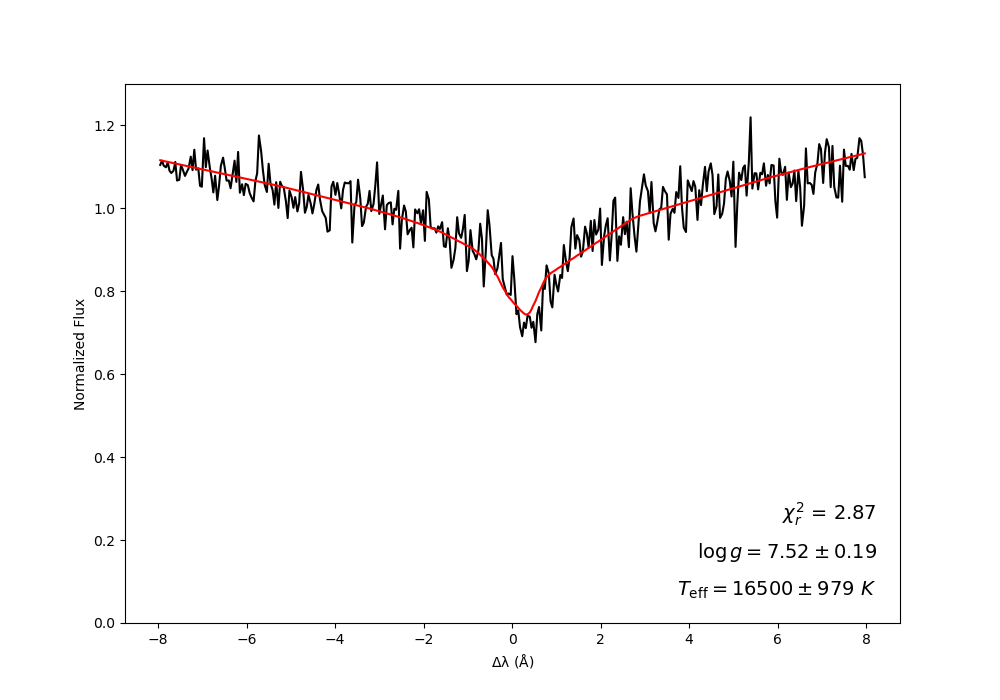 1.2
1.0
0.8
0.6
0.4
0.2
0.0
Normalized Flux
χ²ᵣ = 2.87
log g = 7.52 ± 0.19
T_eff = 16500 ± 979 K
−8 −6 −4 −2 0 2 4 6 8
Δλ (Å)